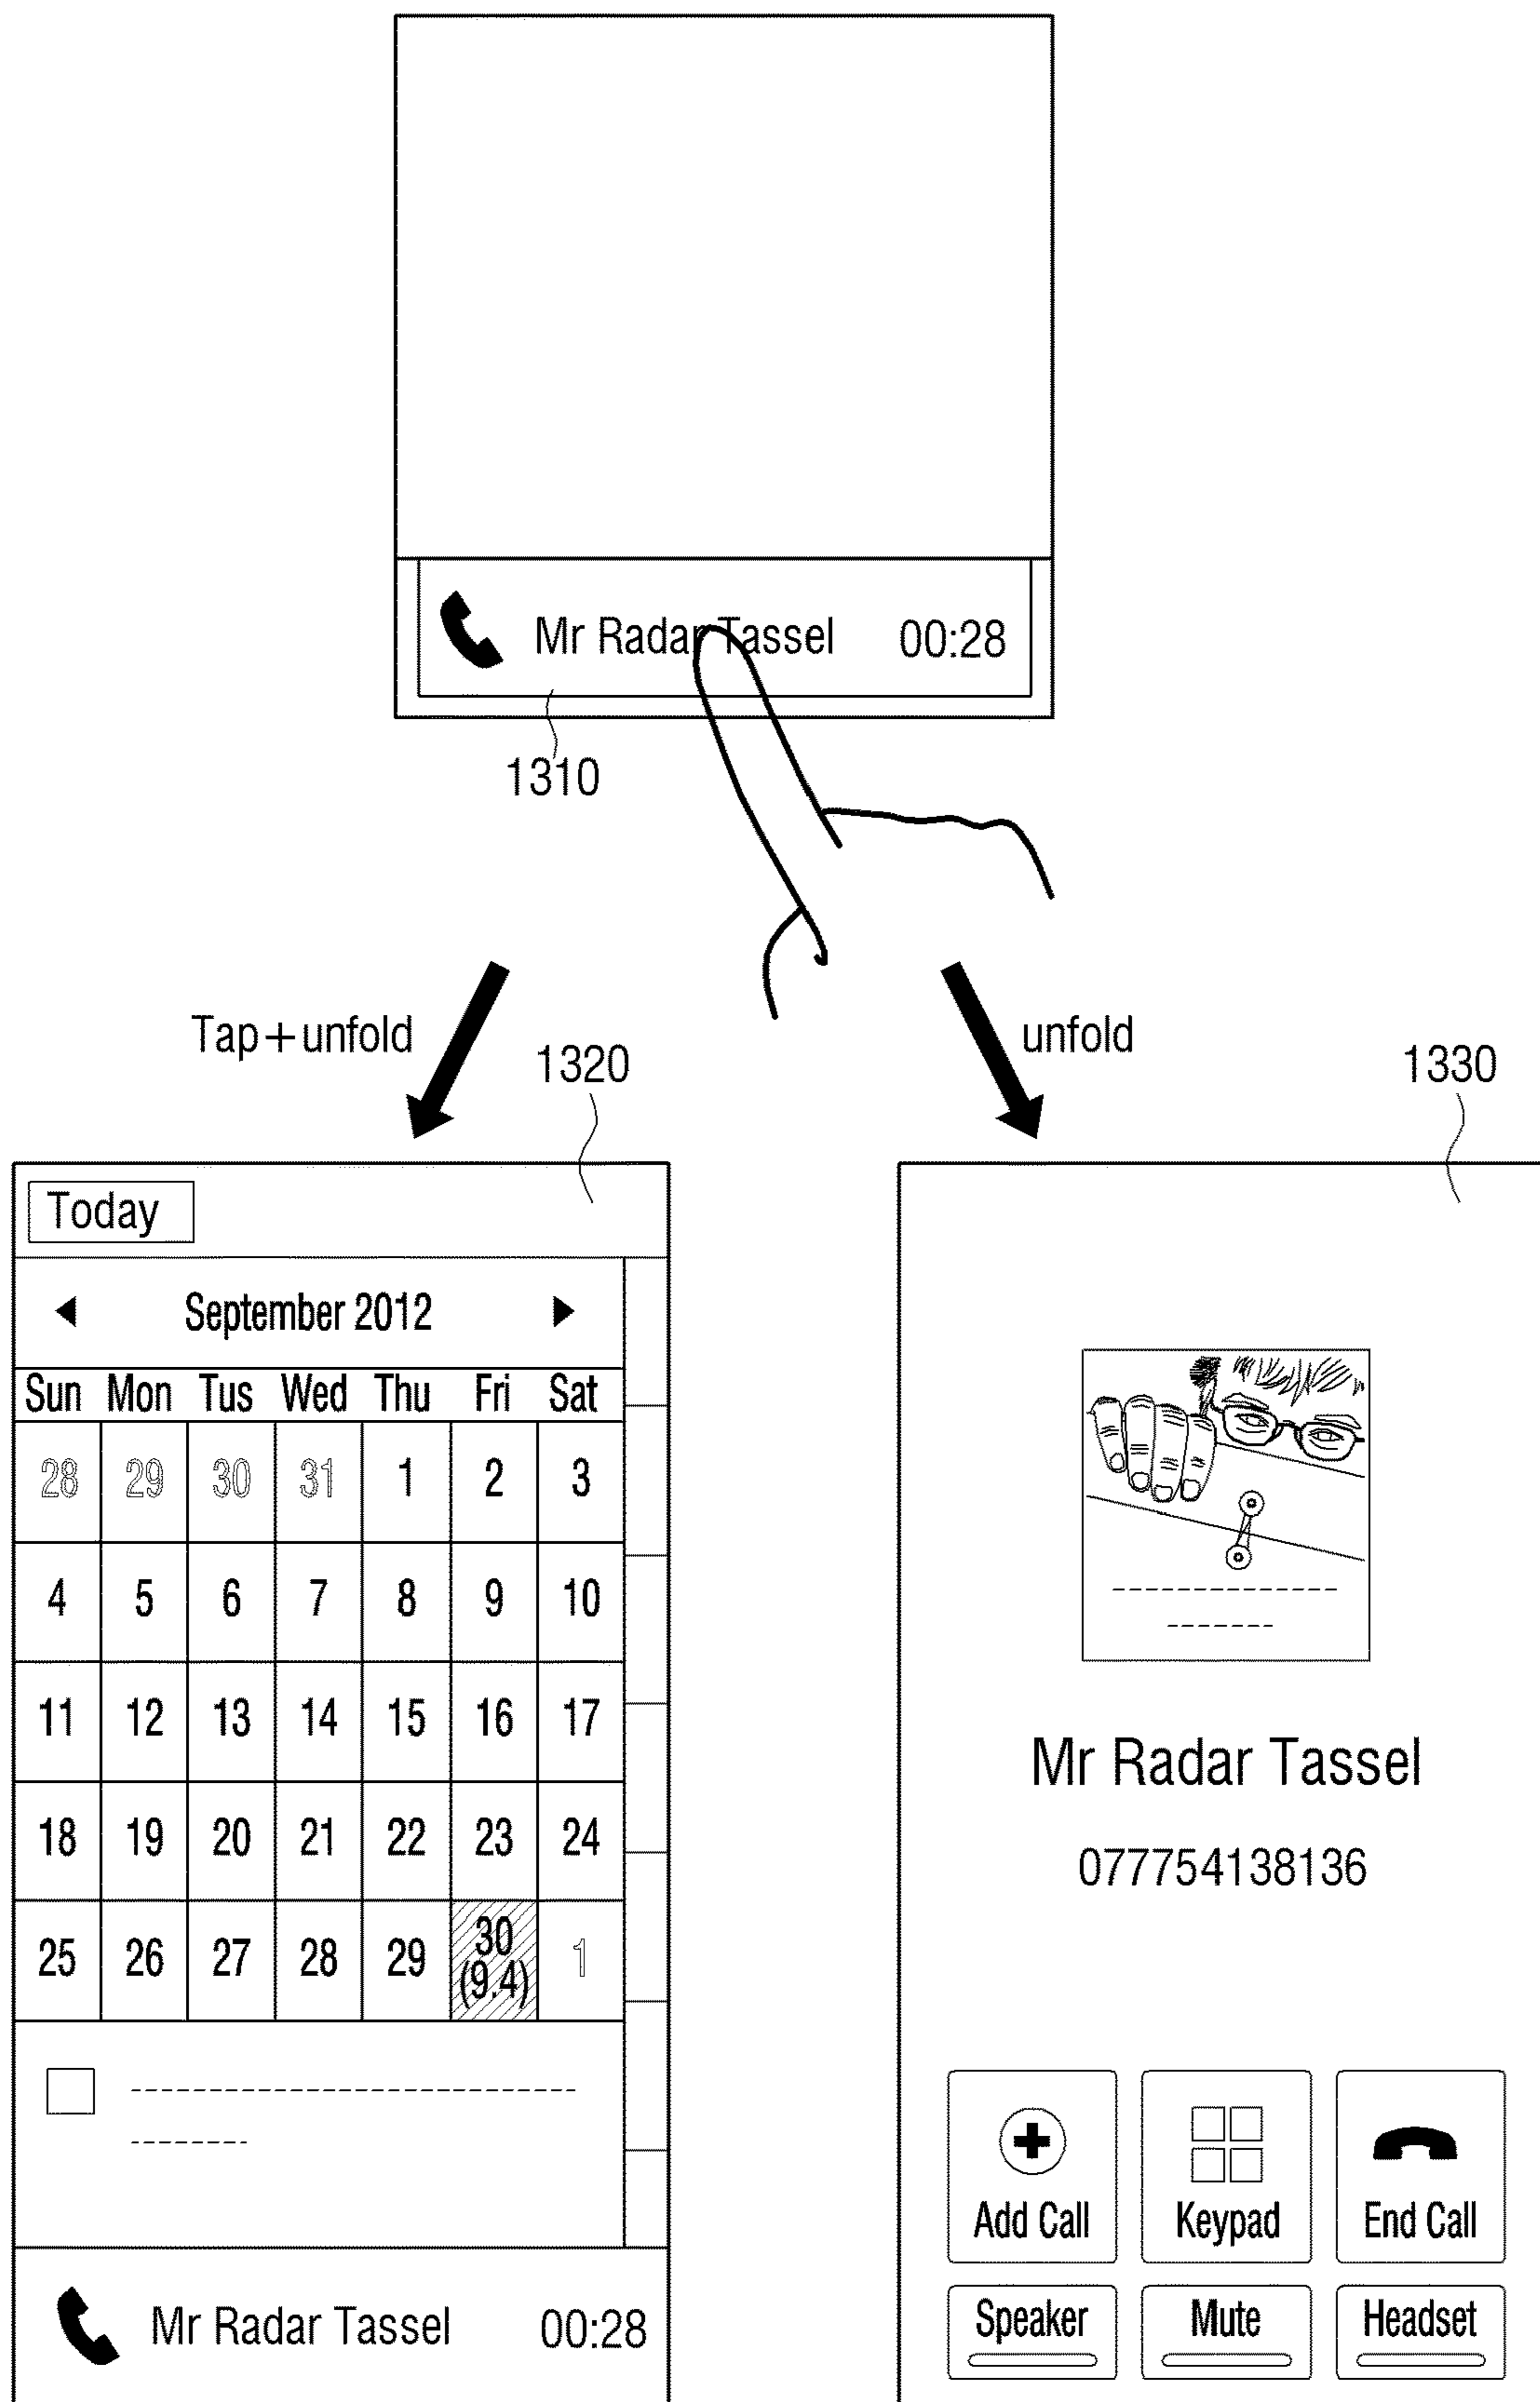 Mr Radar Tassel 00:28
1310
Tap+unfold
unfold
1320
1330
Today
September 2012
Sun Mon Tus Wed Thu Fri Sat
28 29 30 31 1 2 3
4 5 6 7 8 9 10
11 12 13 14 15 16 17
18 19 20 21 22 23 24
25 26 27 28 29 30 1
(9.4)
Mr Radar Tassel 00:28
Mr Radar Tassel
077754138136
Add Call Keypad End Call
Speaker Mute Headset